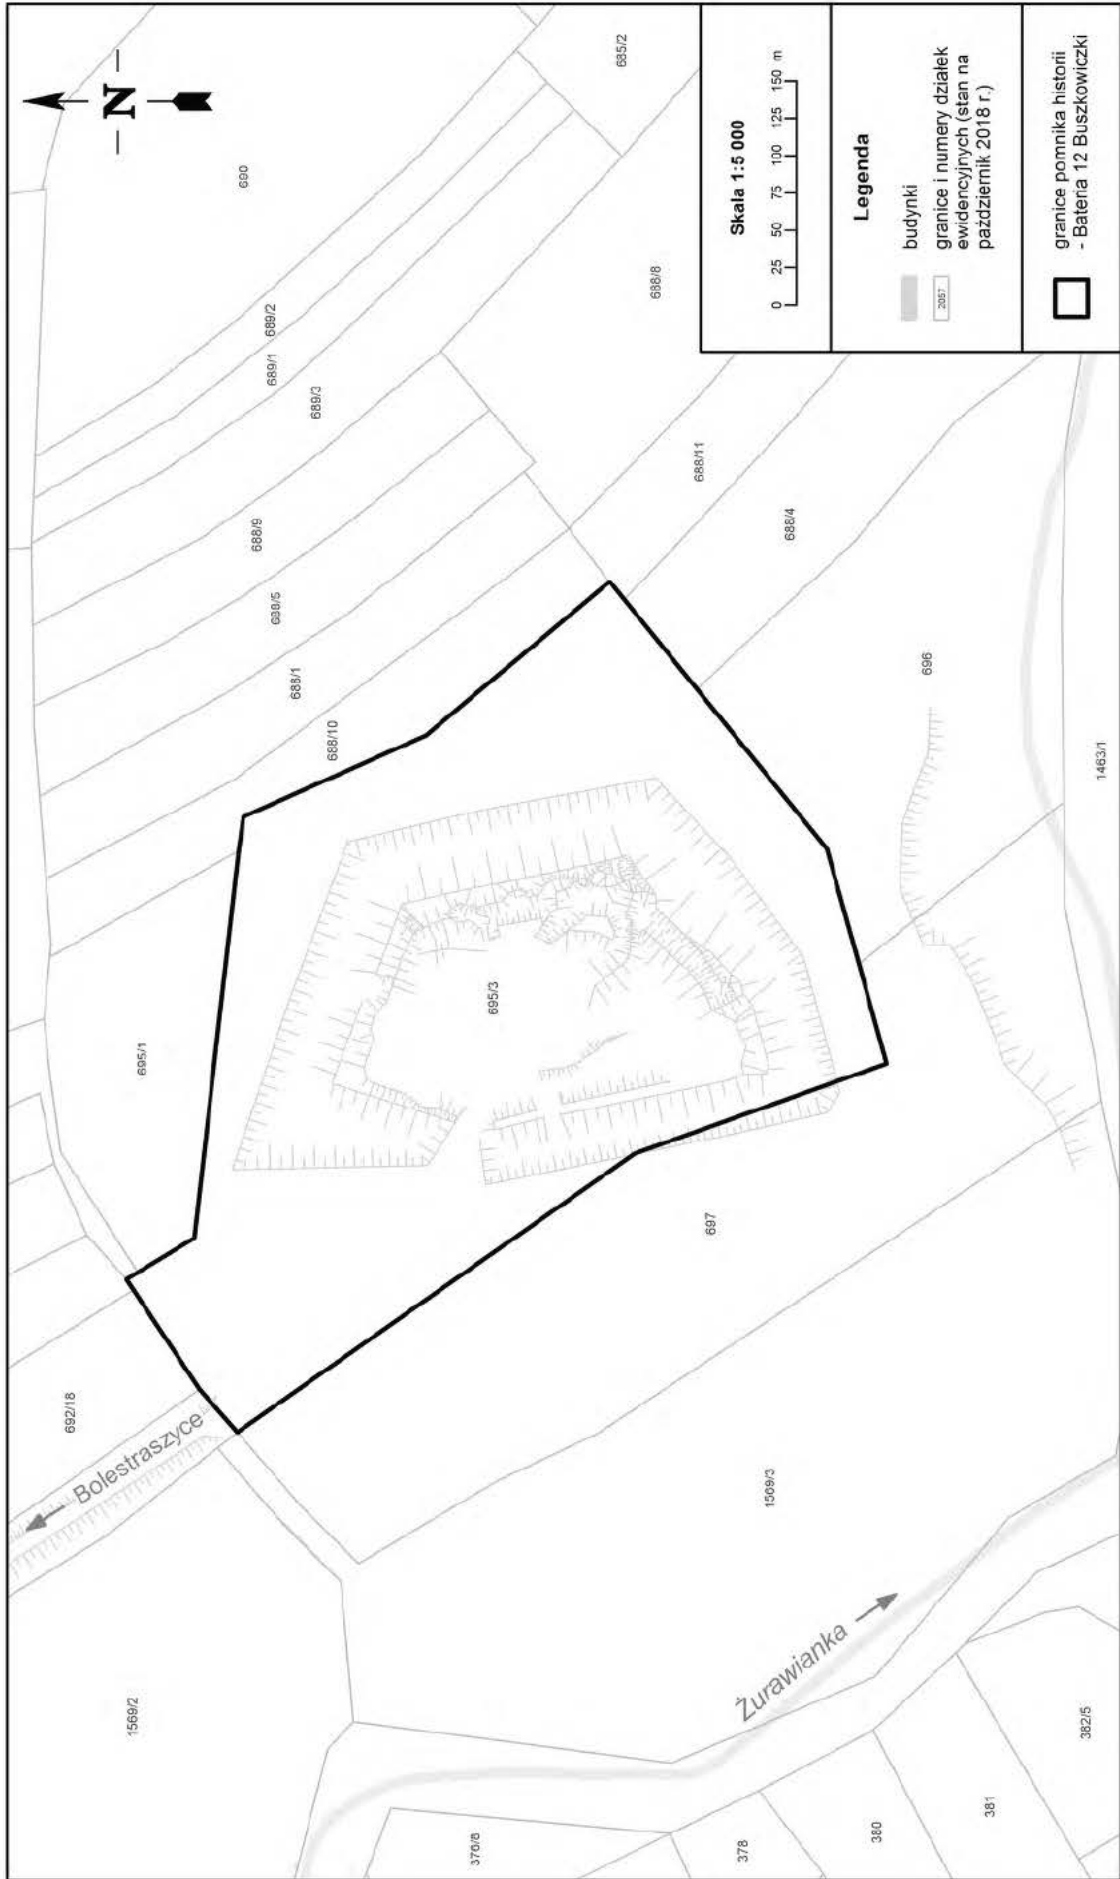 N
690
685/2
689/2
689/1
689/3
688/8
688/9
688/5
688/1
688/10
688/11
688/4
696
1463/1
695/1
695/3
697
692/18
Bolestraszyce
1569/3
1569/2
Żurawianka
376/8
378
380
381
382/5
Skala 1:5 000
0 25 50 75 100 125 150 m
Legenda
budynki
2057
granice i numery działek
ewidencyjnych (stan na
październik 2018 r.)
granice pomnika historii
- Bateria 12 Buszkowiczki